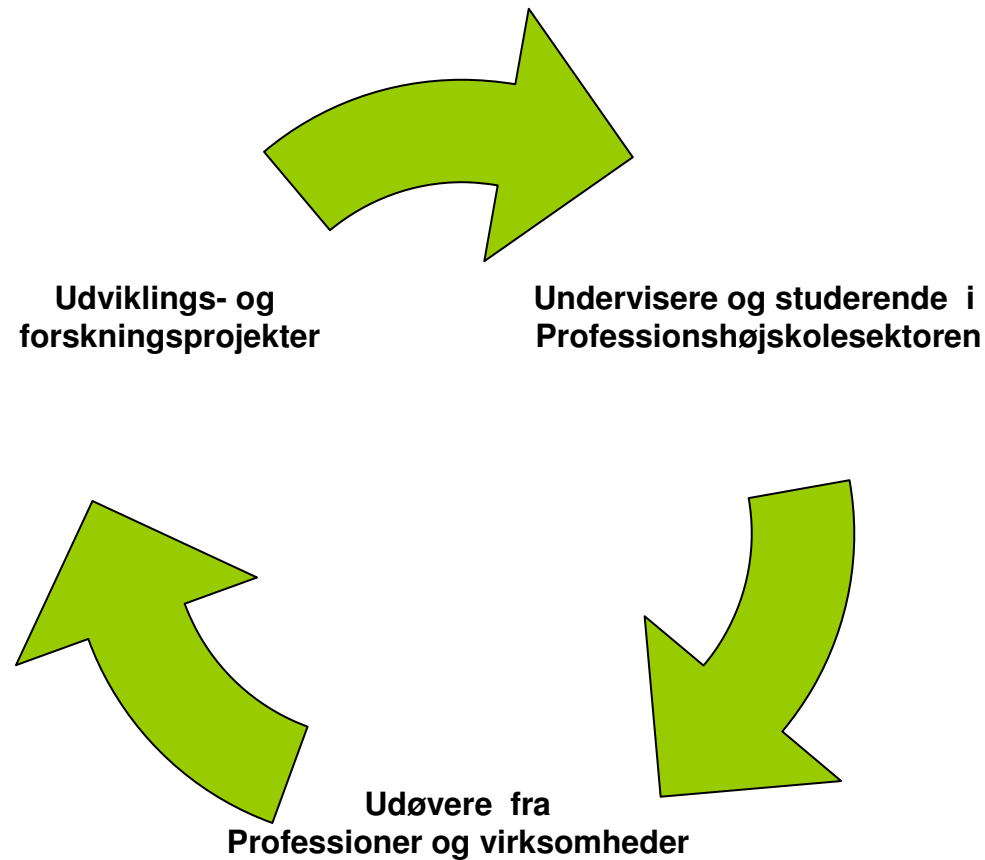 Udviklings- og
forskningsprojekter
Undervisere og studerende i
Professionshøjskolesektoren
Udøvere fra
Professioner og virksomheder